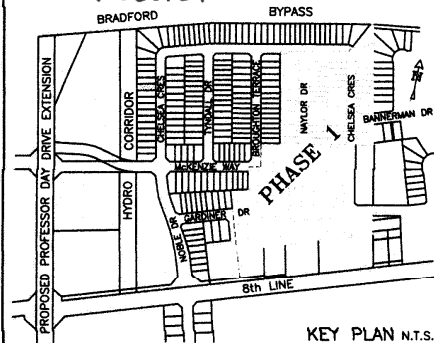 BRADFORD BYPASS
PROPOSED PROFESSOR DAY DRIVE EXTENSION
HYDRO CORRIDOR
CHELSEA CRES
TYNDALL DR
BROUGHTON TERRACE
NAYLOR DR
CHELSEA CRES
BANNERMAN DR
McKENZIE WAY
PHASE 1
GARDINER DR
NOBLE DR
8th LINE
KEY PLAN N.T.S.